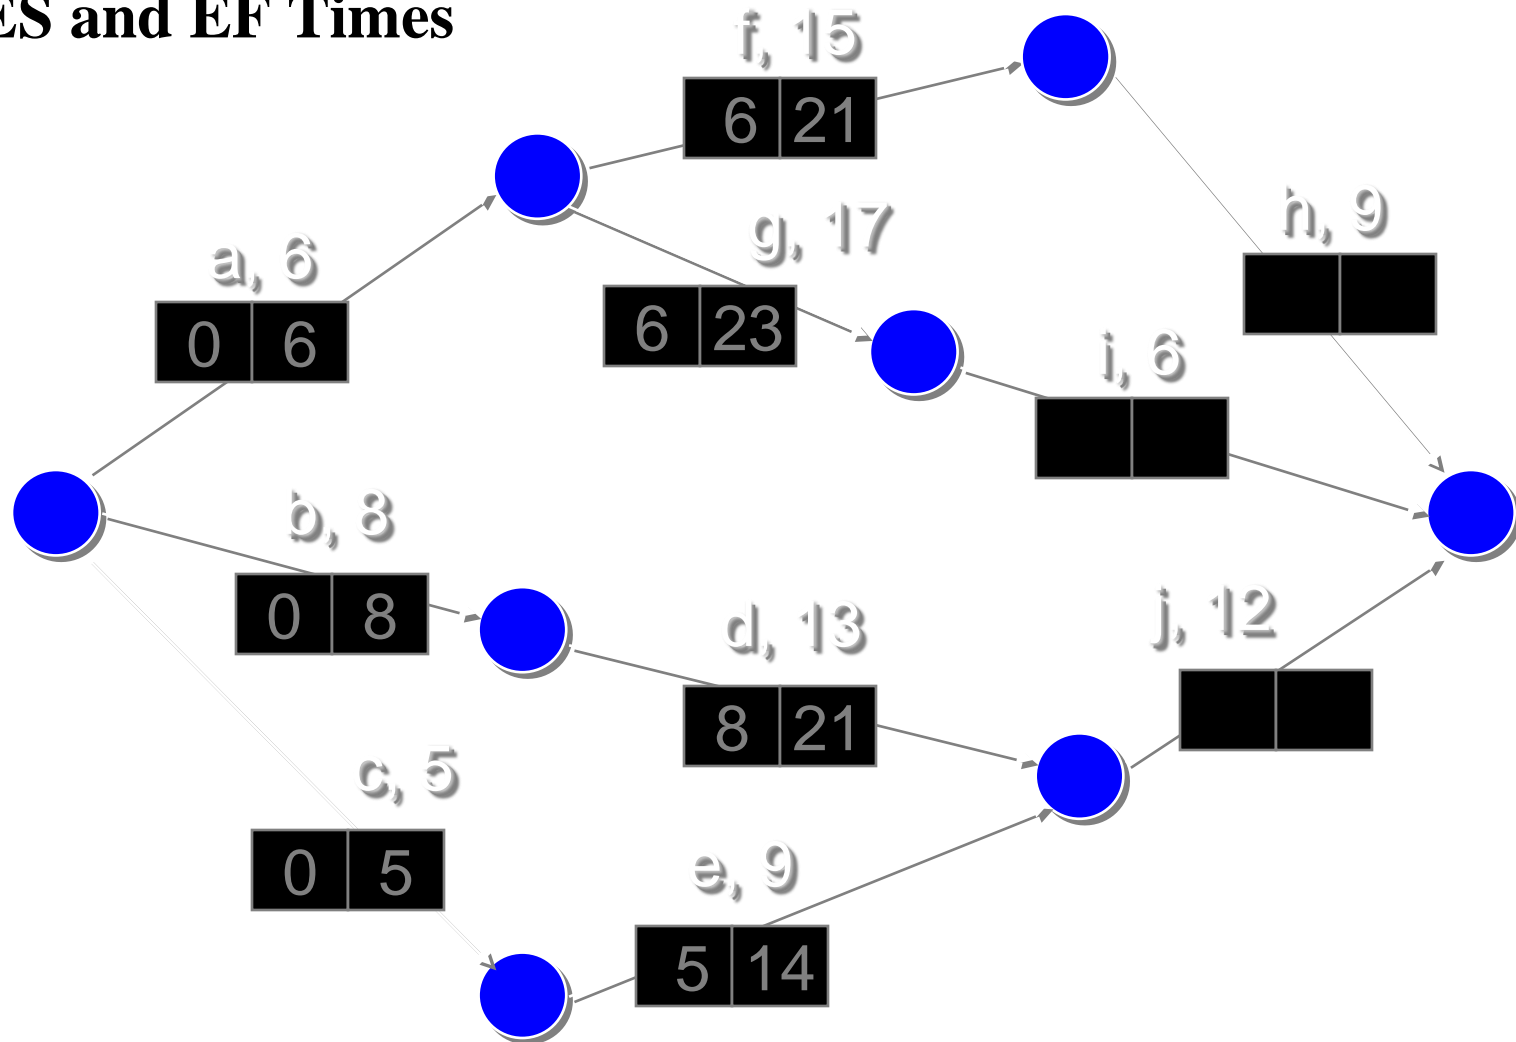 ES and EF Times
f, 15
6 21
h, 9
g, 17
6 23
a, 6
0 6
i, 6
b, 8
0 8
d, 13
8 21
j, 12
c, 5
0 5
e, 9
5 14